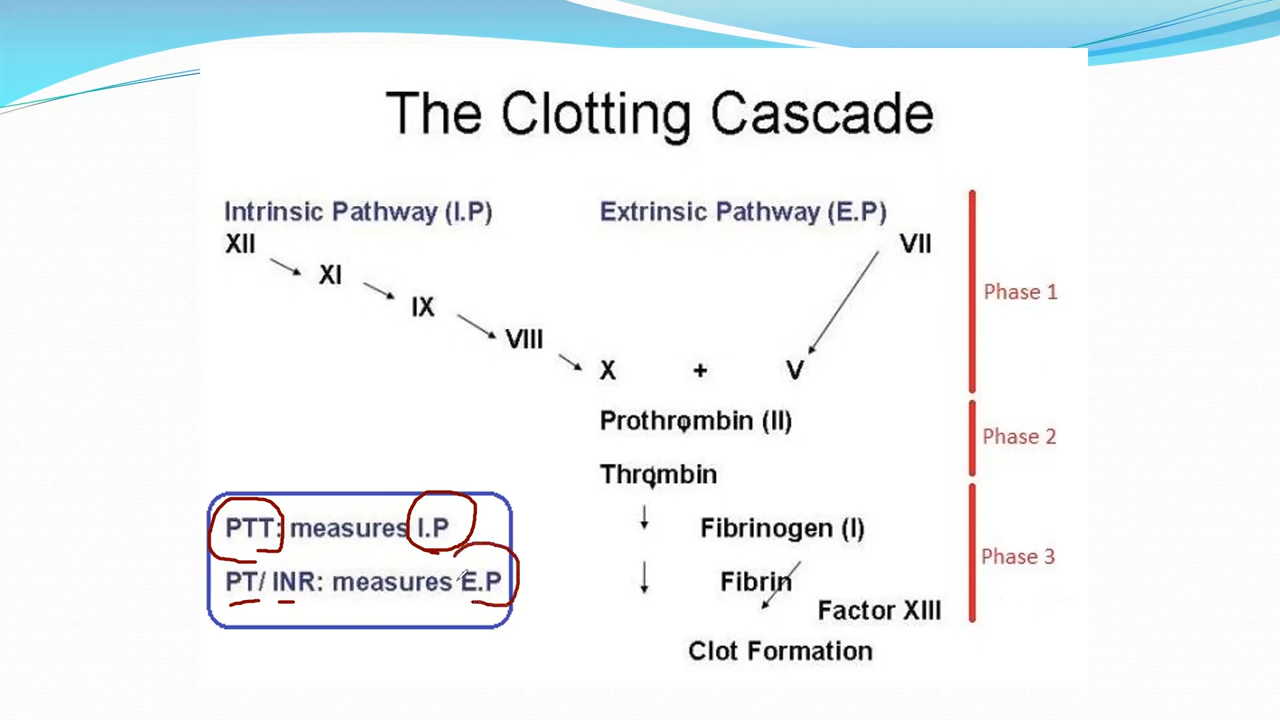 The Clotting Cascade
Intrinsic Pathway (I.P)
Extrinsic Pathway (E.P)
XII
VII
XI
IX
VIII
X + V
Prothrombin (II)
Thrombin
Fibrinogen (I)
Fibrin
Factor XIII
Clot Formation
Phase 1
Phase 2
Phase 3
PTT: measures I.P
PT/ INR: measures E.P